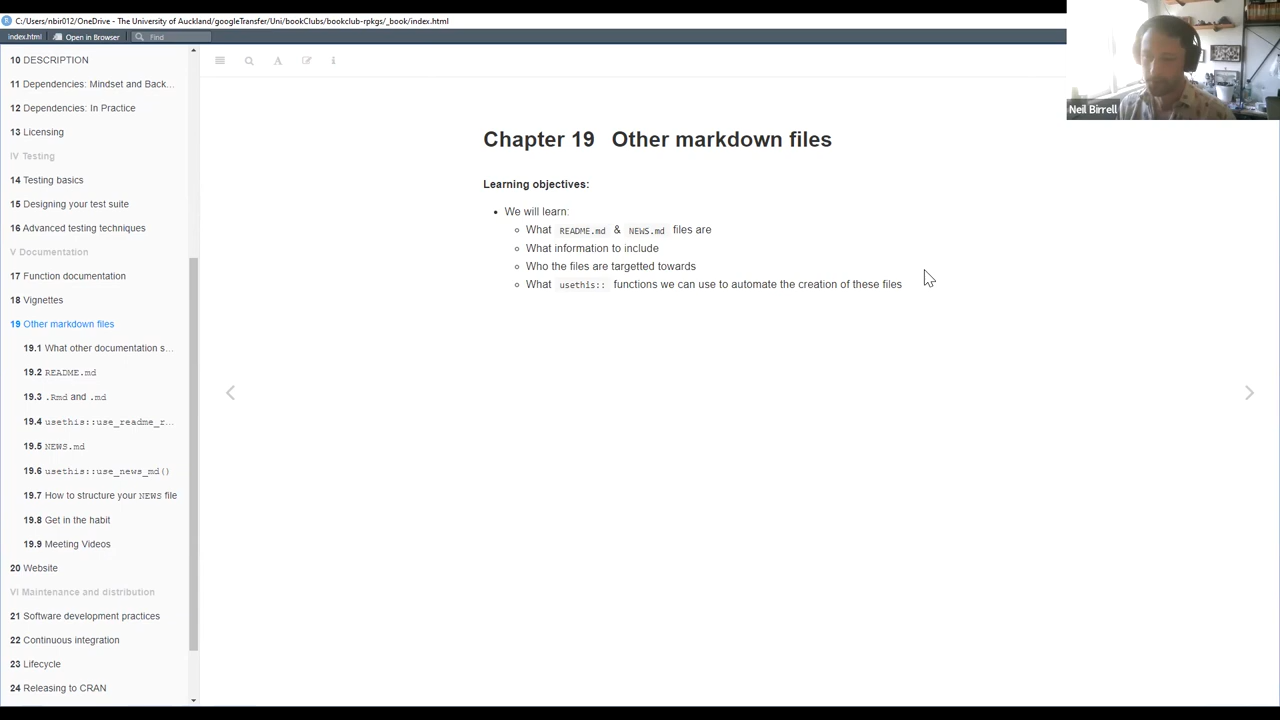 C:/Users/nbir012/OneDrive - The University of Auckland/googleTransfer/Uni/bookClubs/bookclub-rpkgs/_book/index.html
index.html Open in Browser Find
10 DESCRIPTION
11 Dependencies: Mindset and Back...
12 Dependencies: In Practice
13 Licensing
IV Testing
14 Testing basics
15 Designing your test suite
16 Advanced testing techniques
V Documentation
17 Function documentation
18 Vignettes
19 Other markdown files
19.1 What other documentation s...
19.2 README.md
19.3 .Rmd and .md
19.4 usethis::use_readme_r...
19.5 NEWS.md
19.6 usethis::use_news_md()
19.7 How to structure your NEWS file
19.8 Get in the habit
19.9 Meeting Videos
20 Website
VI Maintenance and distribution
21 Software development practices
22 Continuous integration
23 Lifecycle
24 Releasing to CRAN
Chapter 19 Other markdown files
Learning objectives:
• We will learn:
What README.md & NEWS.md files are
What information to include
Who the files are targetted towards
What usethis:: functions we can use to automate the creation of these files
Neil Birrell